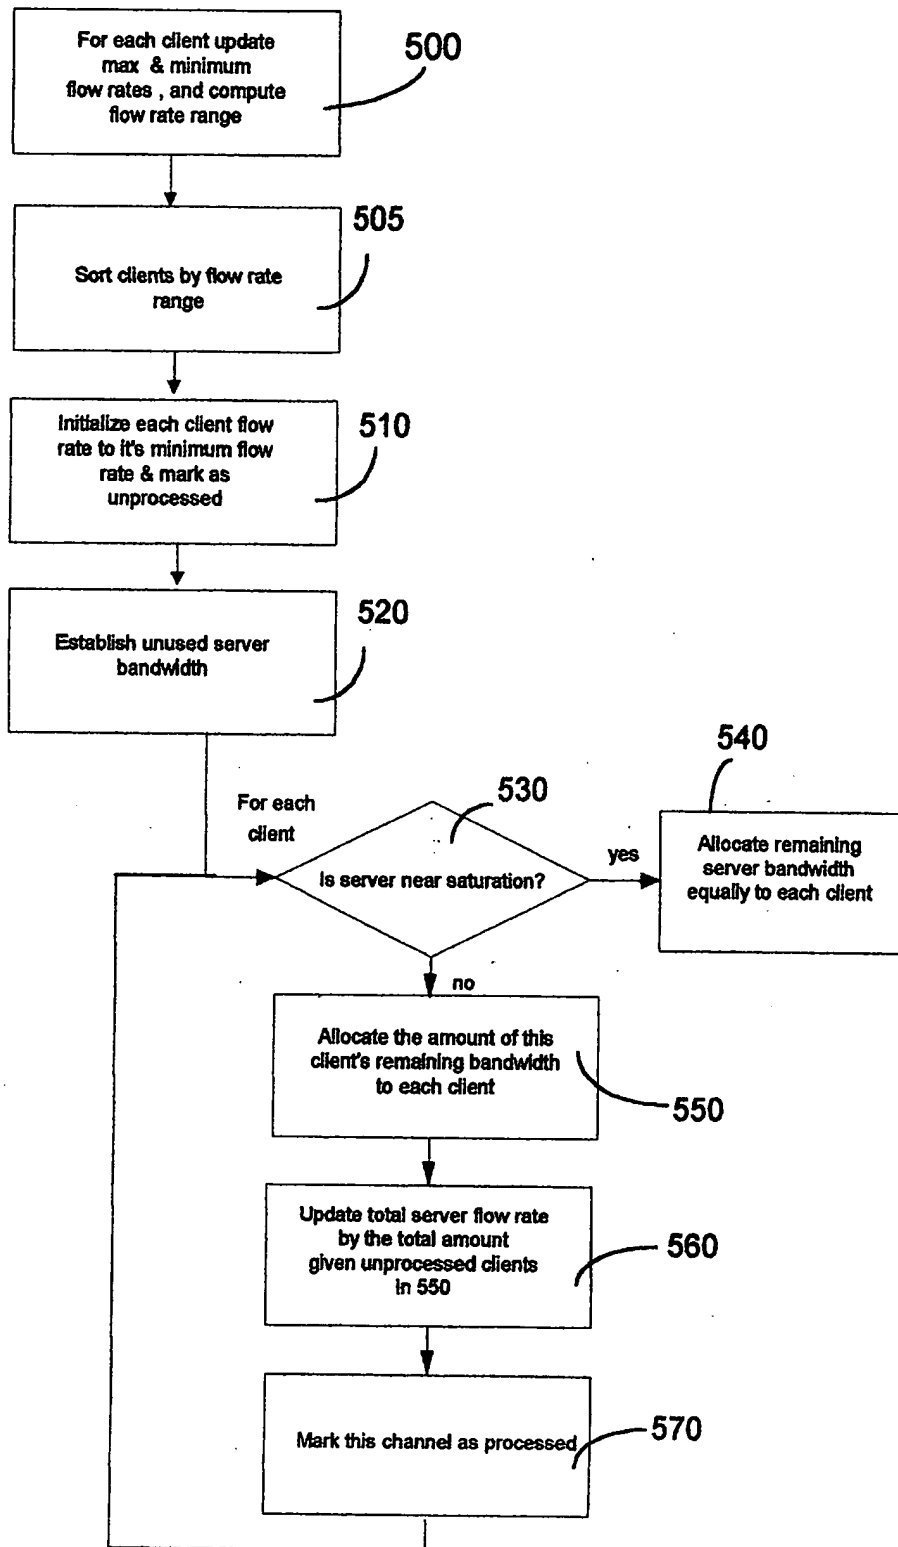 For each client update
max & minimum
flow rates , and compute
flow rate range
500
505
Sort clients by flow rate
range
Initialize each client flow
rate to it's minimum flow
rate & mark as
unprocessed
510
Establish unused server
bandwidth
520
540
For each
client
530
Is server near saturation?
yes
Allocate remaining
server bandwidth
equally to each client
no
Allocate the amount of this
client's remaining bandwidth
to each client
550
Update total server flow rate
by the total amount
given unprocessed clients
in 550
560
Mark this channel as processed
570